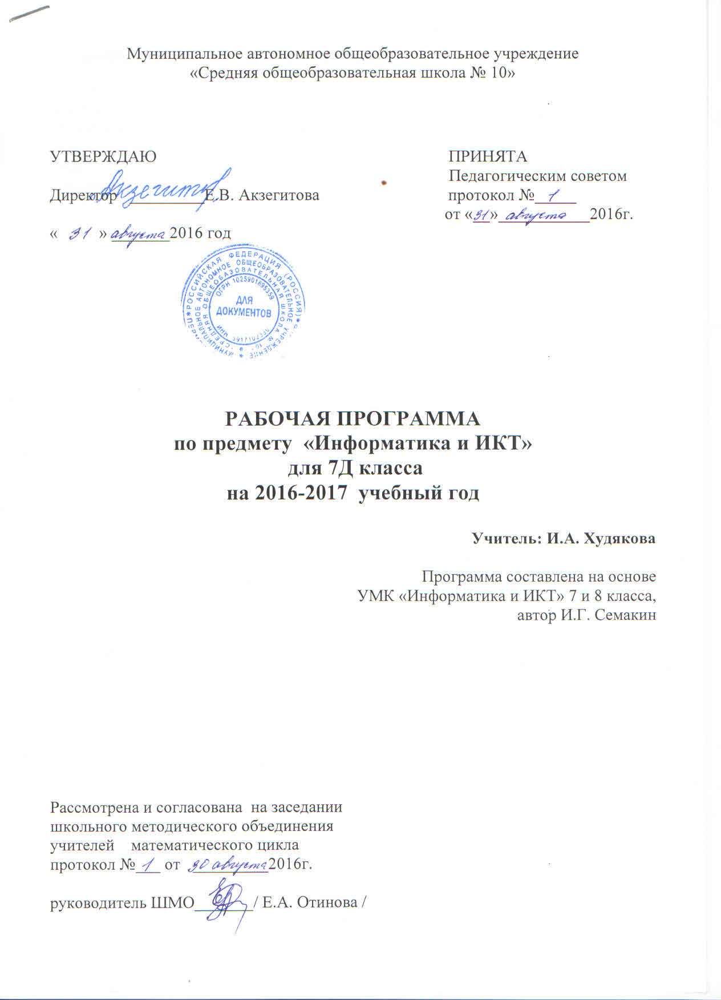 Муниципальное автономное общеобразовательное учреждение
«Средняя общеобразовательная школа № 10»
УТВЕРЖДАЮ
Директор Акзегитов Е.В. Акзегитова
« 31 » августа 2016 год
ПРИНЯТА
Педагогическим советом
протокол № 1
от «31» августа 2016г.
РОССИЙСКАЯ ФЕДЕРАЦИЯ (РОССИЯ)
МУНИЦИПАЛЬНОЕ АВТОНОМНОЕ ОБЩЕОБРАЗОВАТЕЛЬНОЕ УЧРЕЖДЕНИЕ
СРЕДНЯЯ ОБЩЕОБРАЗОВАТЕЛЬНАЯ ШКОЛА № 10
ОГРН 1025901695359
ДЛЯ
ДОКУМЕНТОВ
ИНН
РАБОЧАЯ ПРОГРАММА
по предмету «Информатика и ИКТ»
для 7Д класса
на 2016-2017 учебный год
Учитель: И.А. Худякова
Программа составлена на основе
УМК «Информатика и ИКТ» 7 и 8 класса,
автор И.Г. Семакин
Рассмотрена и согласована на заседании
школьного методического объединения
учителей математического цикла
протокол № 1 от 30 августа 2016г.
руководитель ШМО / Е.А. Отинова /